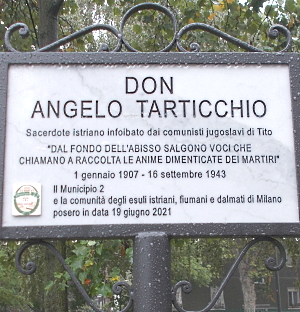 DON
ANGELO TARTICCHIO
Sacerdote istriano infoibato dai comunisti jugoslavi di Tito
"DAL FONDO DELL'ABISSO SALGONO VOCI CHE
CHIAMANO A RACCOLTA LE ANIME DIMENTICATE DEI MARTIRI"
1 gennaio 1907 - 16 settembre 1943
Il Municipio 2
e la comunità degli esuli istriani, fiumani e dalmati di Milano
posero in data 19 giugno 2021